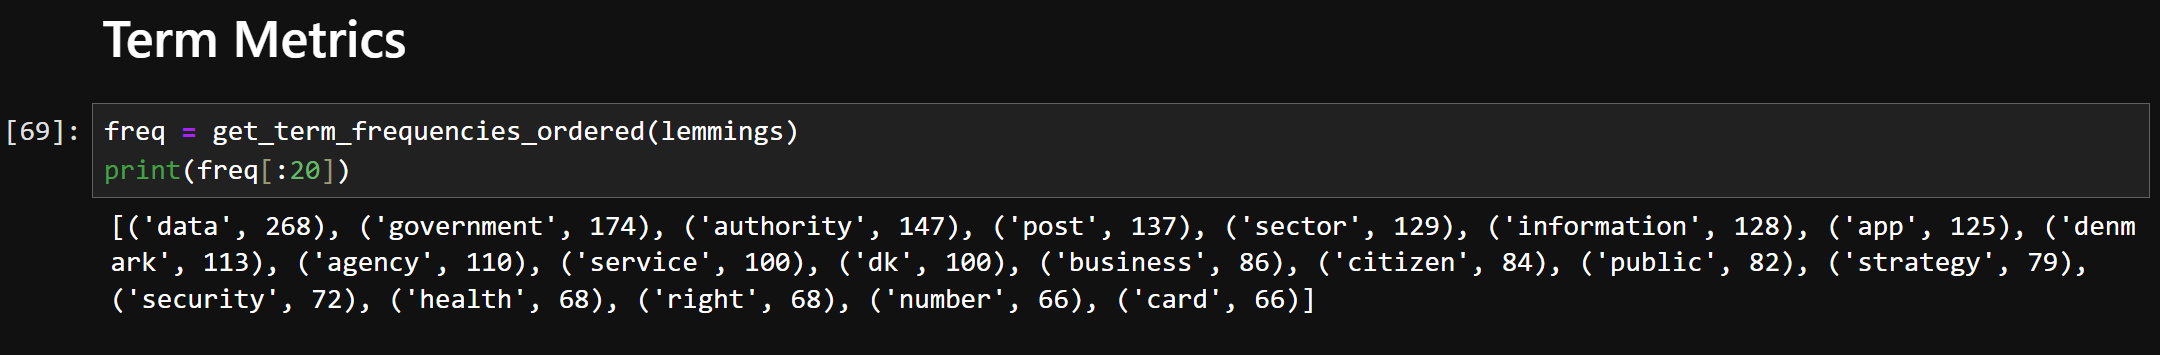 Term Metrics
[69]: freq = get_term_frequencies_ordered(lemmings)
print(freq[:20])
[('data', 268), ('government', 174), ('authority', 147), ('post', 137), ('sector', 129), ('information', 128), ('app', 125), ('denm
ark', 113), ('agency', 110), ('service', 100), ('dk', 100), ('business', 86), ('citizen', 84), ('public', 82), ('strategy', 79),
('security', 72), ('health', 68), ('right', 68), ('number', 66), ('card', 66)]